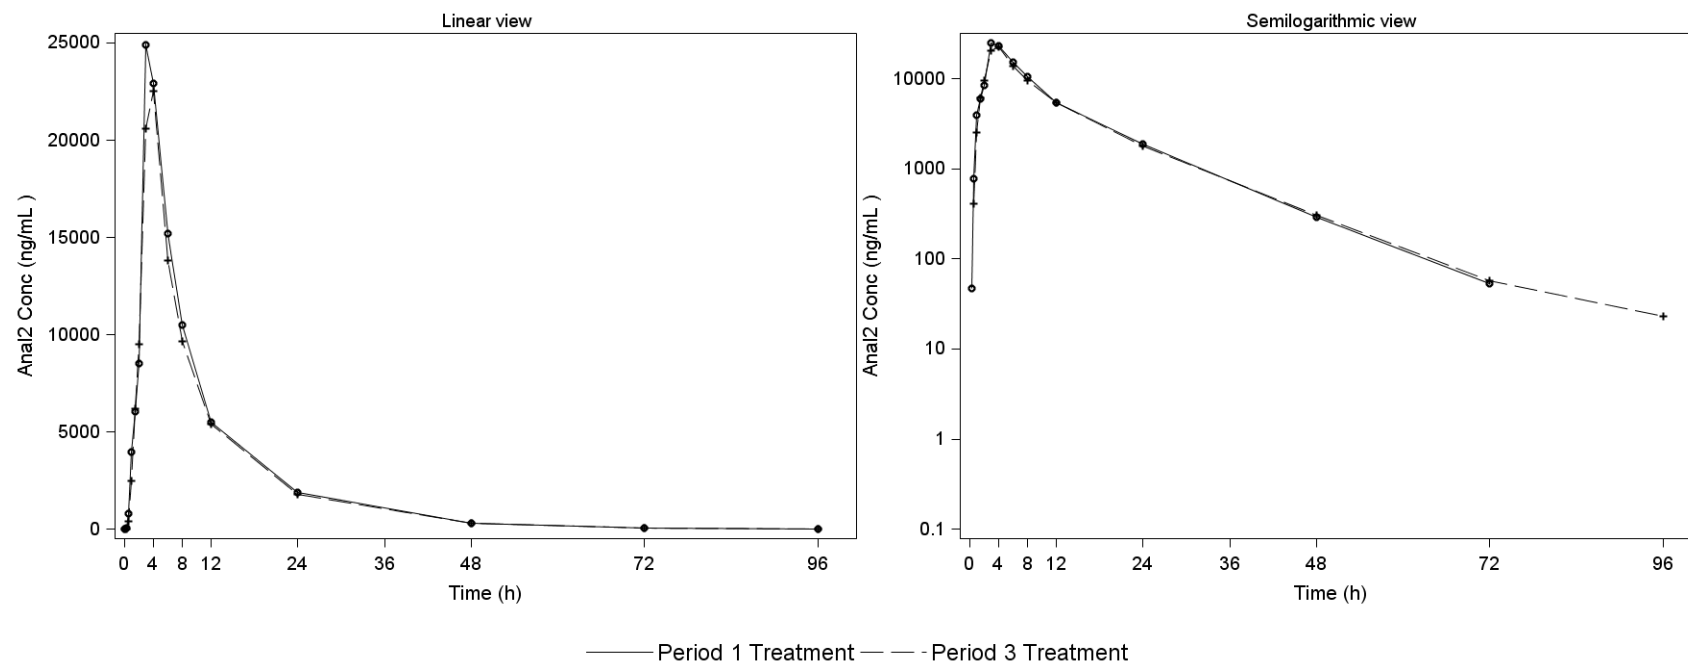 Linear view
25000
20000
15000
10000
5000
0
Anal2 Conc (ng/mL )
0 4 8 12 24 36 48 72 96
Time (h)
Semilogarithmic view
10000
1000
100
10
1
0.1
Anal2 Conc (ng/mL )
0 4 8 12 24 36 48 72 96
Time (h)
Period 1 Treatment Period 3 Treatment